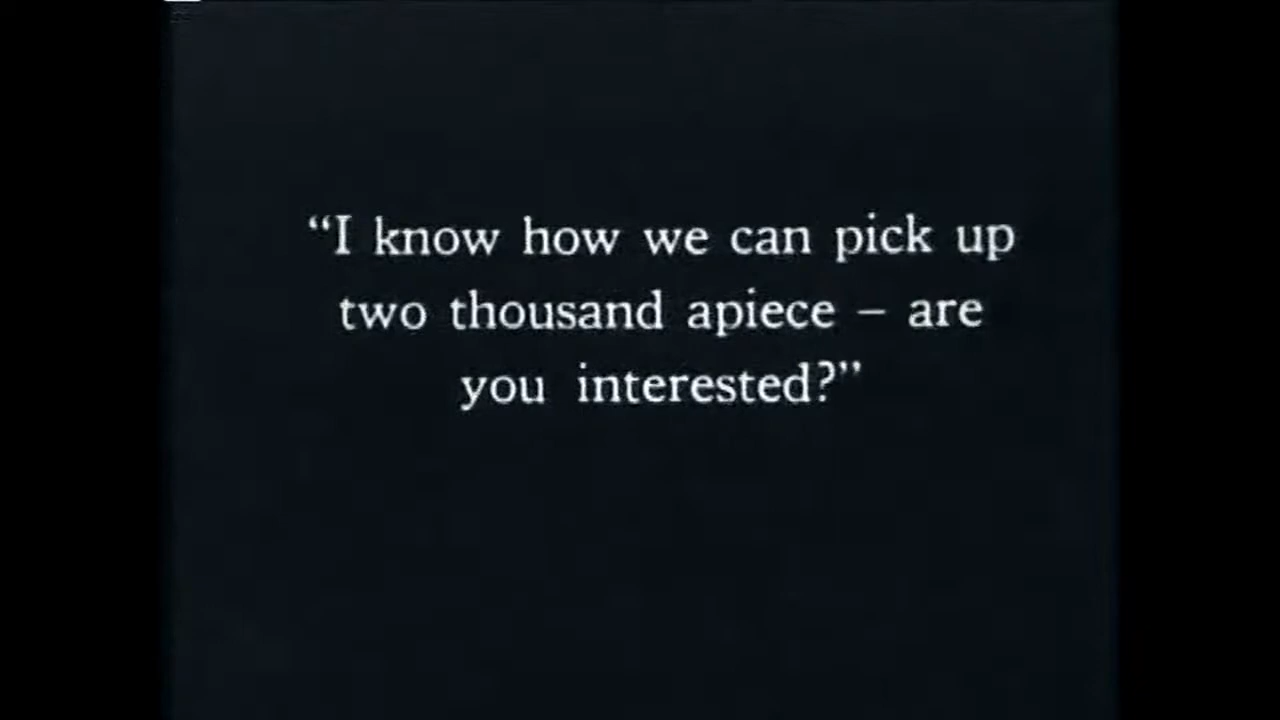 “I know how we can pick up
two thousand apiece – are
you interested?”